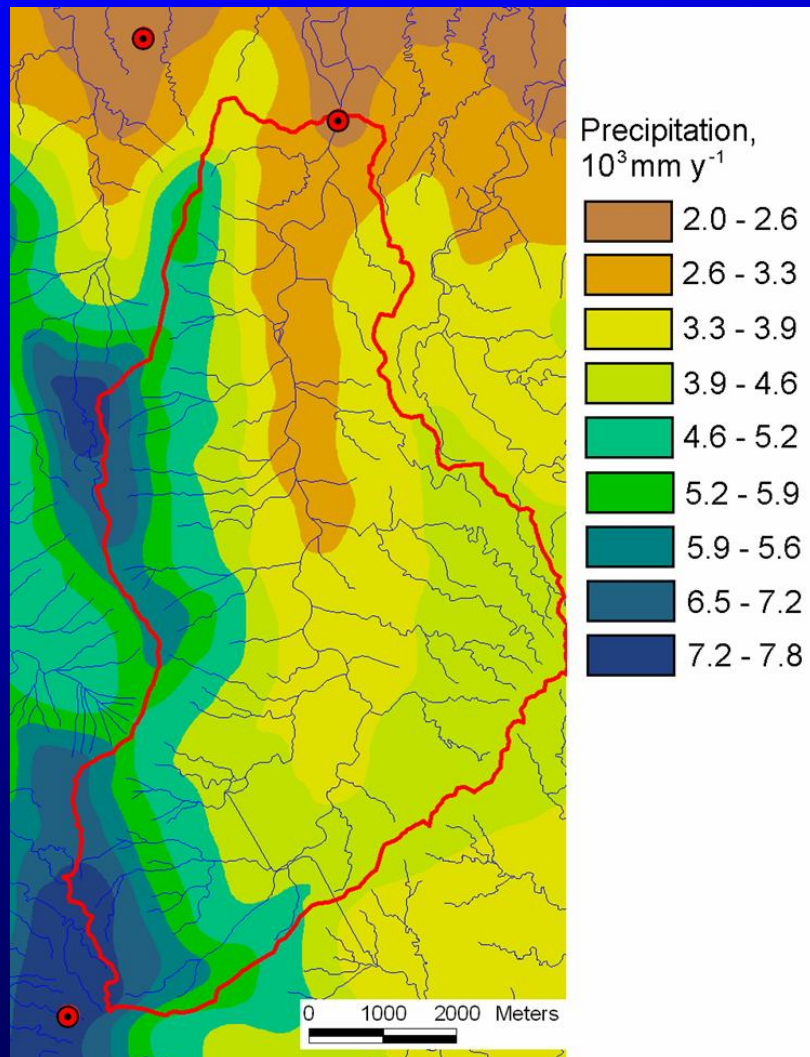 Precipitation,
10³ mm y⁻¹
2.0 - 2.6
2.6 - 3.3
3.3 - 3.9
3.9 - 4.6
4.6 - 5.2
5.2 - 5.9
5.9 - 5.6
6.5 - 7.2
7.2 - 7.8
0 1000 2000 Meters